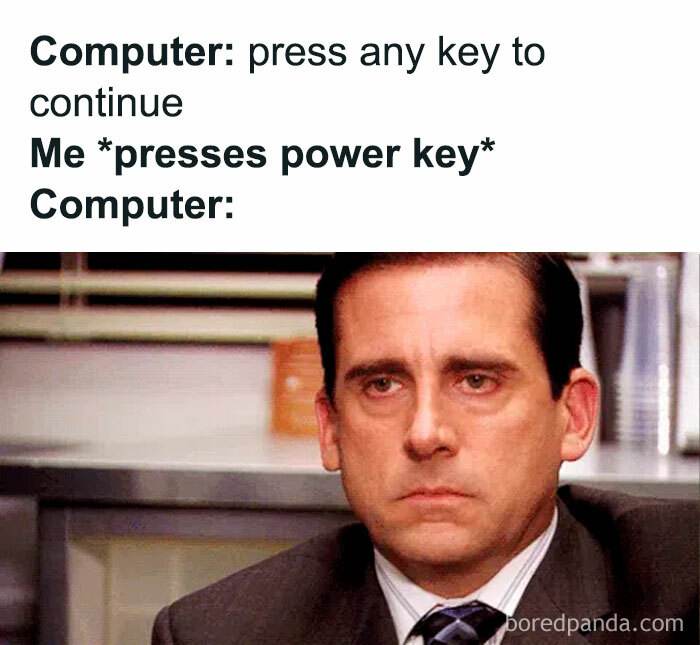 Computer: press any key to
continue
Me *presses power key*
Computer:
boredpanda.com